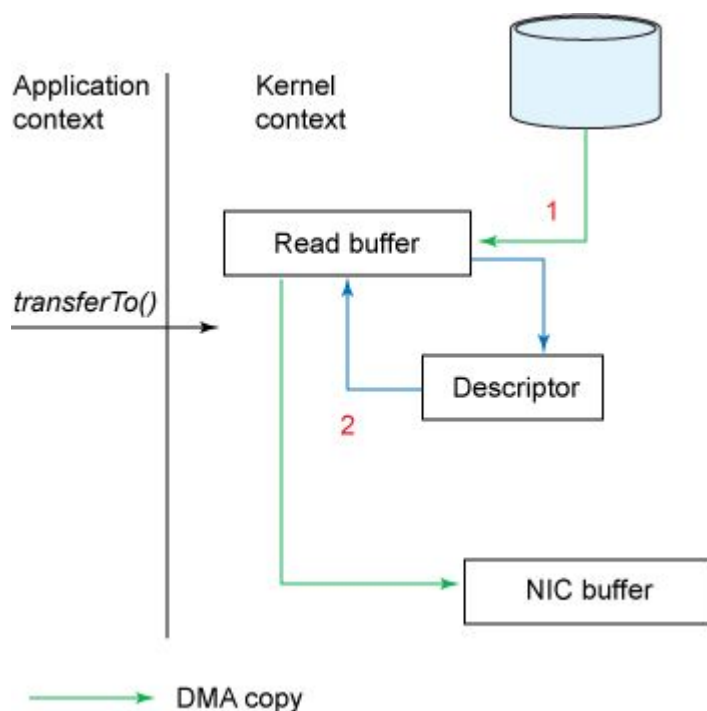 Application
context
Kernel
context
1
Read buffer
transferTo()
Descriptor
2
NIC buffer
DMA copy